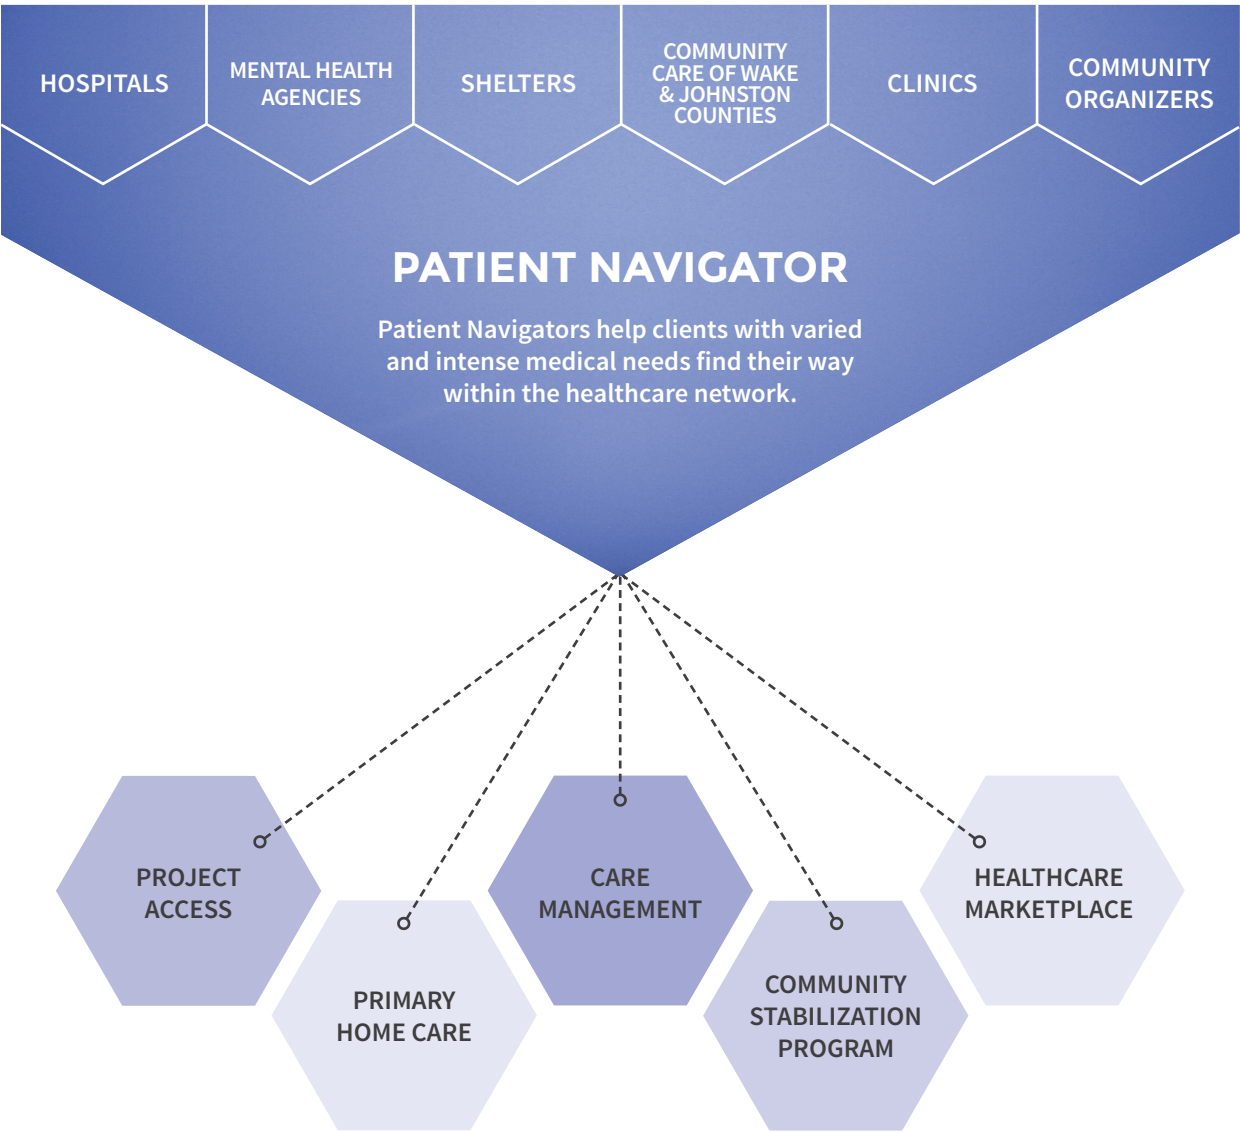 HOSPITALS
MENTAL HEALTH
AGENCIES
SHELTERS
COMMUNITY
CARE OF WAKE
& JOHNSTON
COUNTIES
CLINICS
COMMUNITY
ORGANIZERS
PATIENT NAVIGATOR
Patient Navigators help clients with varied
and intense medical needs find their way
within the healthcare network.
PROJECT
ACCESS
PRIMARY
HOME CARE
CARE
MANAGEMENT
COMMUNITY
STABILIZATION
PROGRAM
HEALTHCARE
MARKETPLACE